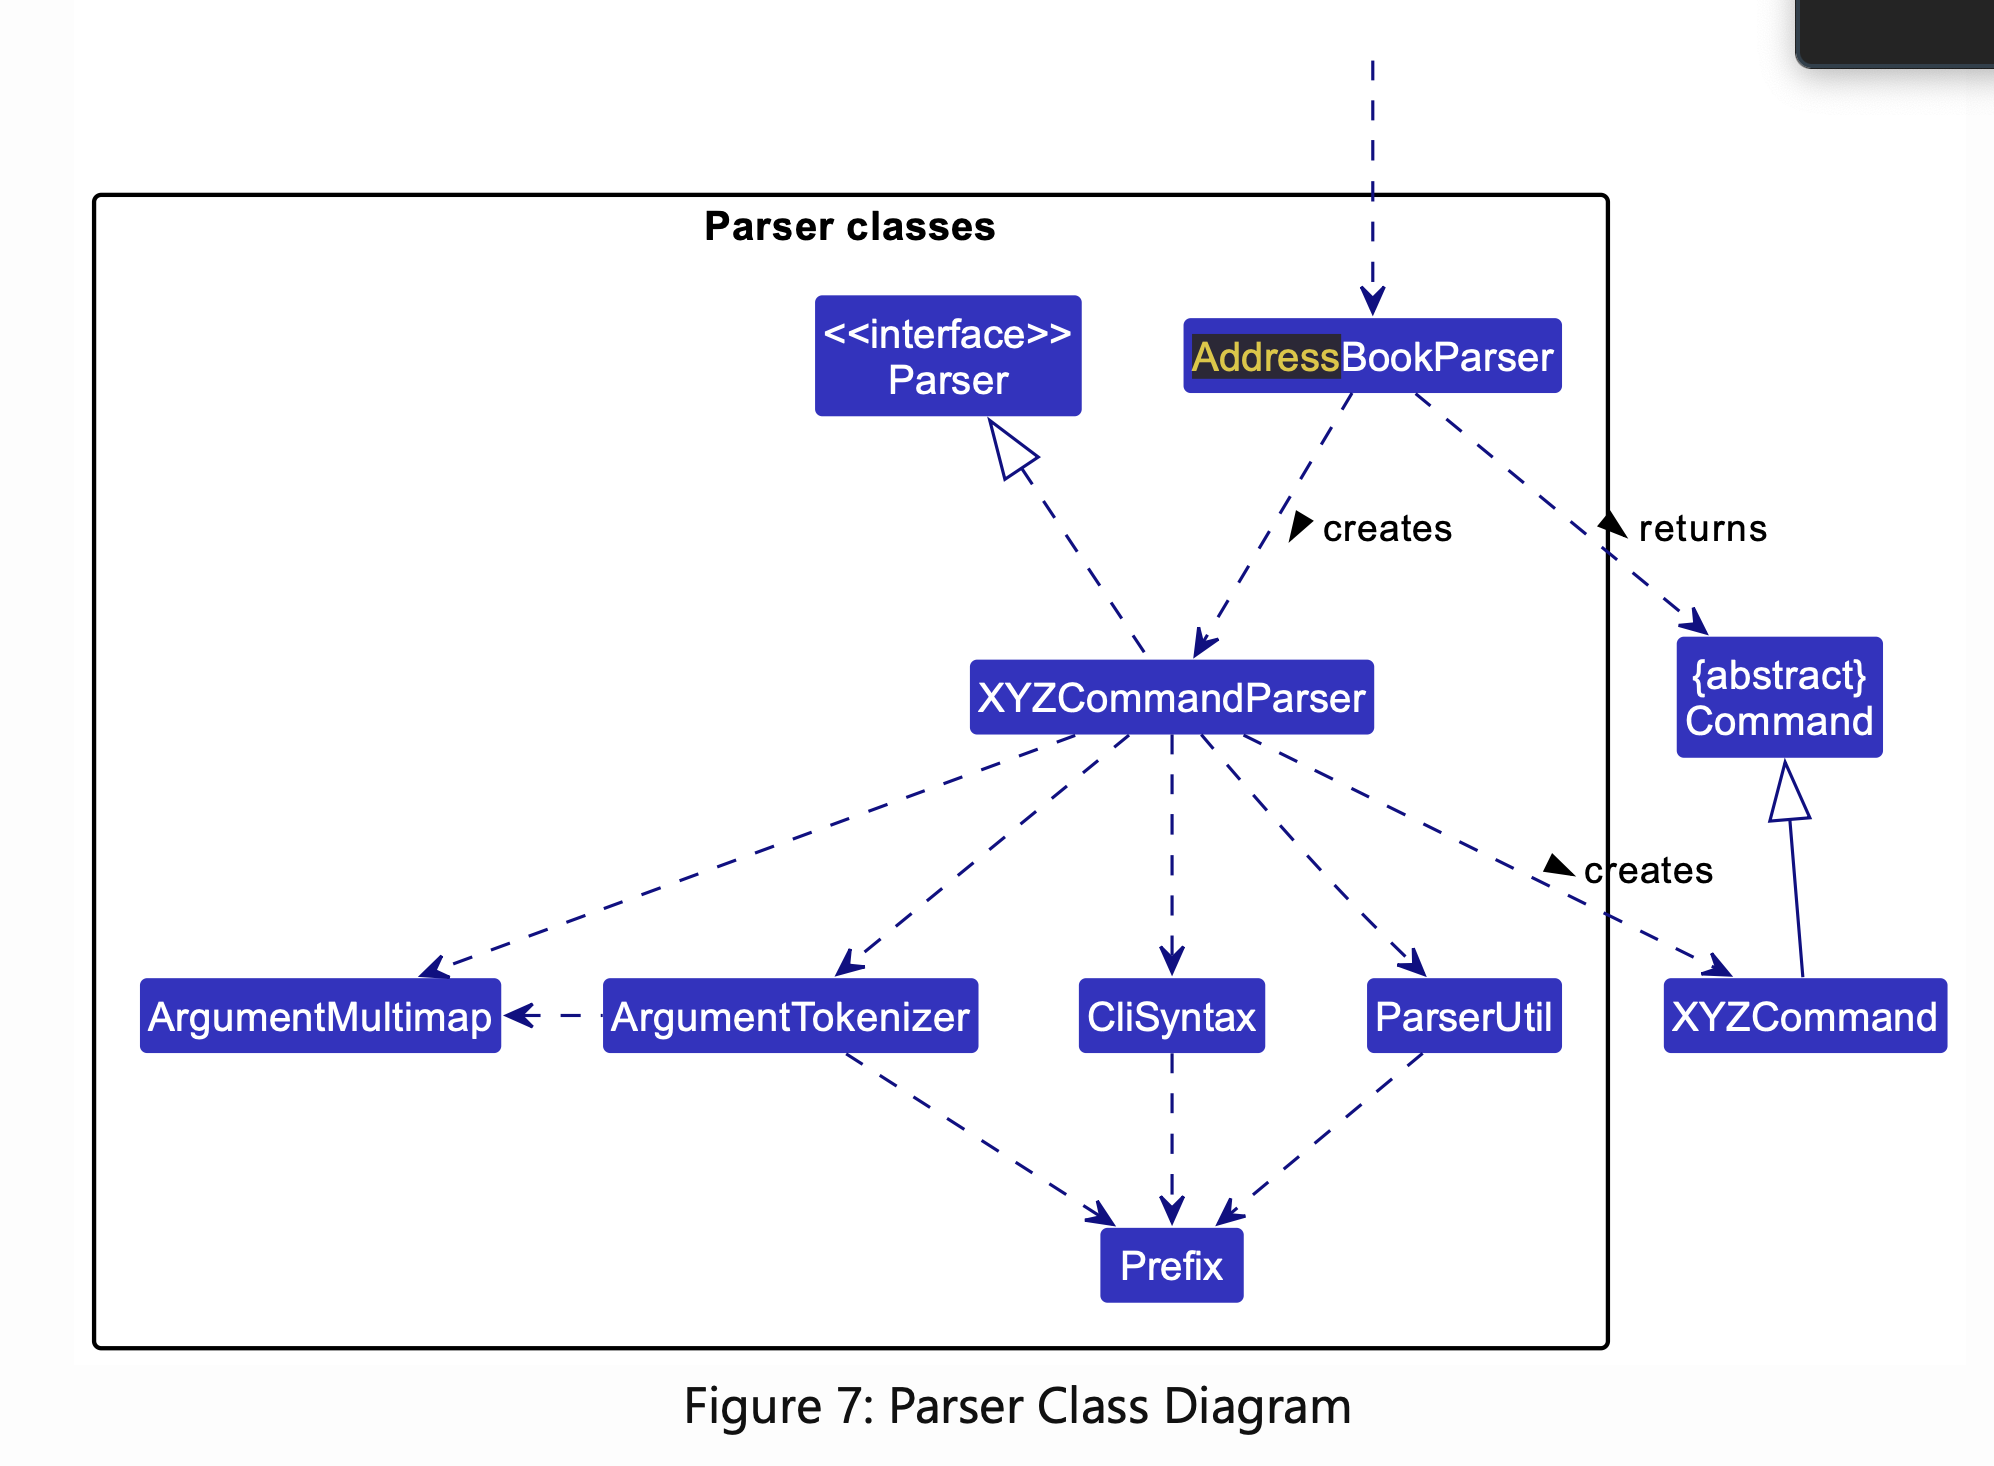 Parser classes
<<interface>>
Parser
AddressBookParser
creates
returns
XYZCommandParser
{abstract}
Command
creates
ArgumentMultimap
ArgumentTokenizer
CliSyntax
ParserUtil
XYZCommand
Prefix
Figure 7: Parser Class Diagram